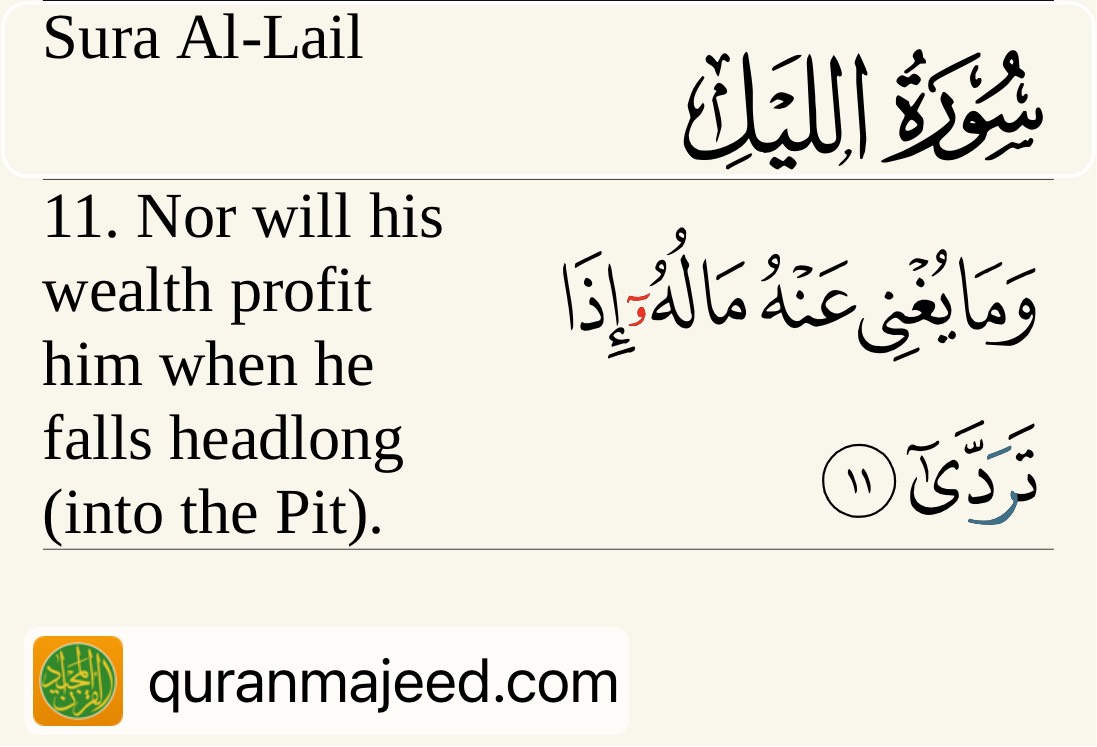 Sura Al-Lail
سُورَةُ اللَّيۡلِ
11. Nor will his
wealth profit
him when he
falls headlong
(into the Pit).
وَمَا يُغۡنِى عَنۡهُ مَالُهُۥٓ إِذَا
تَرَدَّىٰٓ ١١
quranmajeed.com